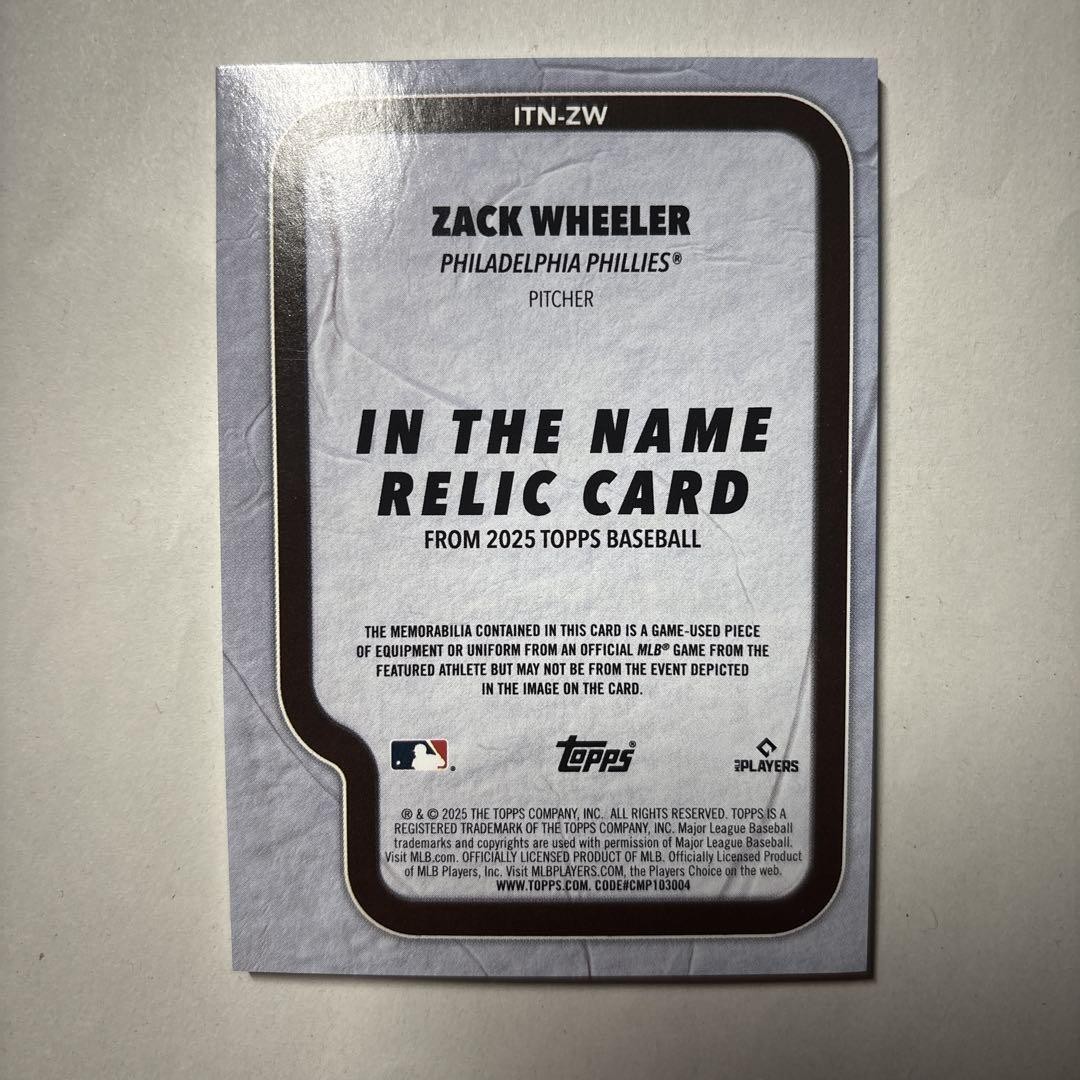 ITN-ZW
ZACK WHEELER
PHILADELPHIA PHILLIES®
PITCHER
IN THE NAME
RELIC CARD
FROM 2025 TOPPS BASEBALL
THE MEMORABILIA CONTAINED IN THIS CARD IS A GAME-USED PIECE
OF EQUIPMENT OR UNIFORM FROM AN OFFICIAL MLB® GAME FROM THE
FEATURED ATHLETE BUT MAY NOT BE FROM THE EVENT DEPICTED
IN THE IMAGE ON THE CARD.
topps®
MLB PLAYERS
® & © 2025 THE TOPPS COMPANY, INC. ALL RIGHTS RESERVED. TOPPS IS A
REGISTERED TRADEMARK OF THE TOPPS COMPANY, INC. Major League Baseball
trademarks and copyrights are used with permission of Major League Baseball.
Visit MLB.com. OFFICIALLY LICENSED PRODUCT OF MLB. Officially Licensed Product
of MLB Players, Inc. Visit MLBPLAYERS.COM, the Players Choice on the web.
WWW.TOPPS.COM. CODE#CMP103004